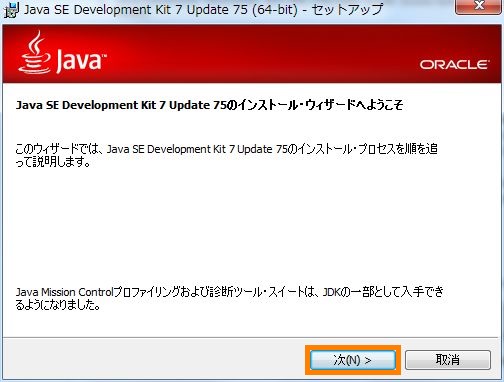 Java SE Development Kit 7 Update 75 (64-bit) - セットアップ
Java™
ORACLE
Java SE Development Kit 7 Update 75のインストール・ウィザードへようこそ
このウィザードでは、Java SE Development Kit 7 Update 75のインストール・プロセスを順を追
って説明します。
Java Mission Controlプロファイリングおよび診断ツール・スイートは、JDKの一部として入手でき
るようになりました。
次(N) >
取消